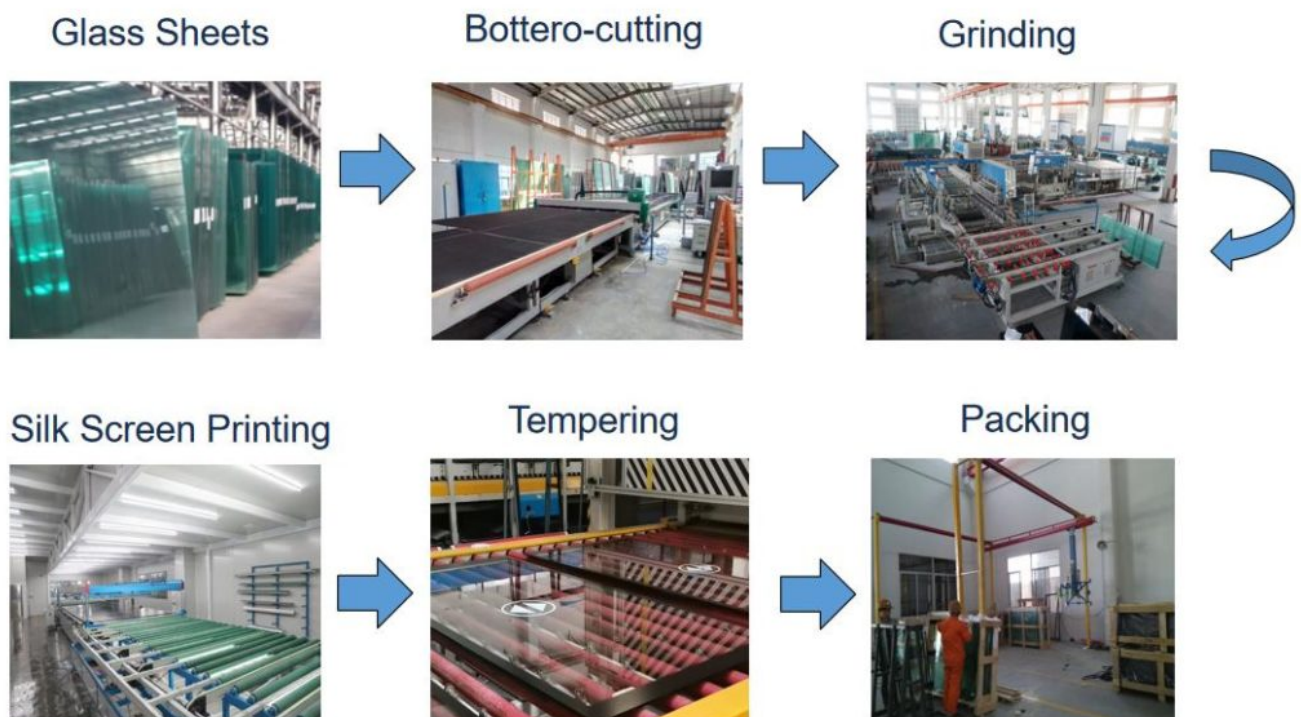 Glass Sheets
Bottero-cutting
Grinding
Silk Screen Printing
Tempering
Packing